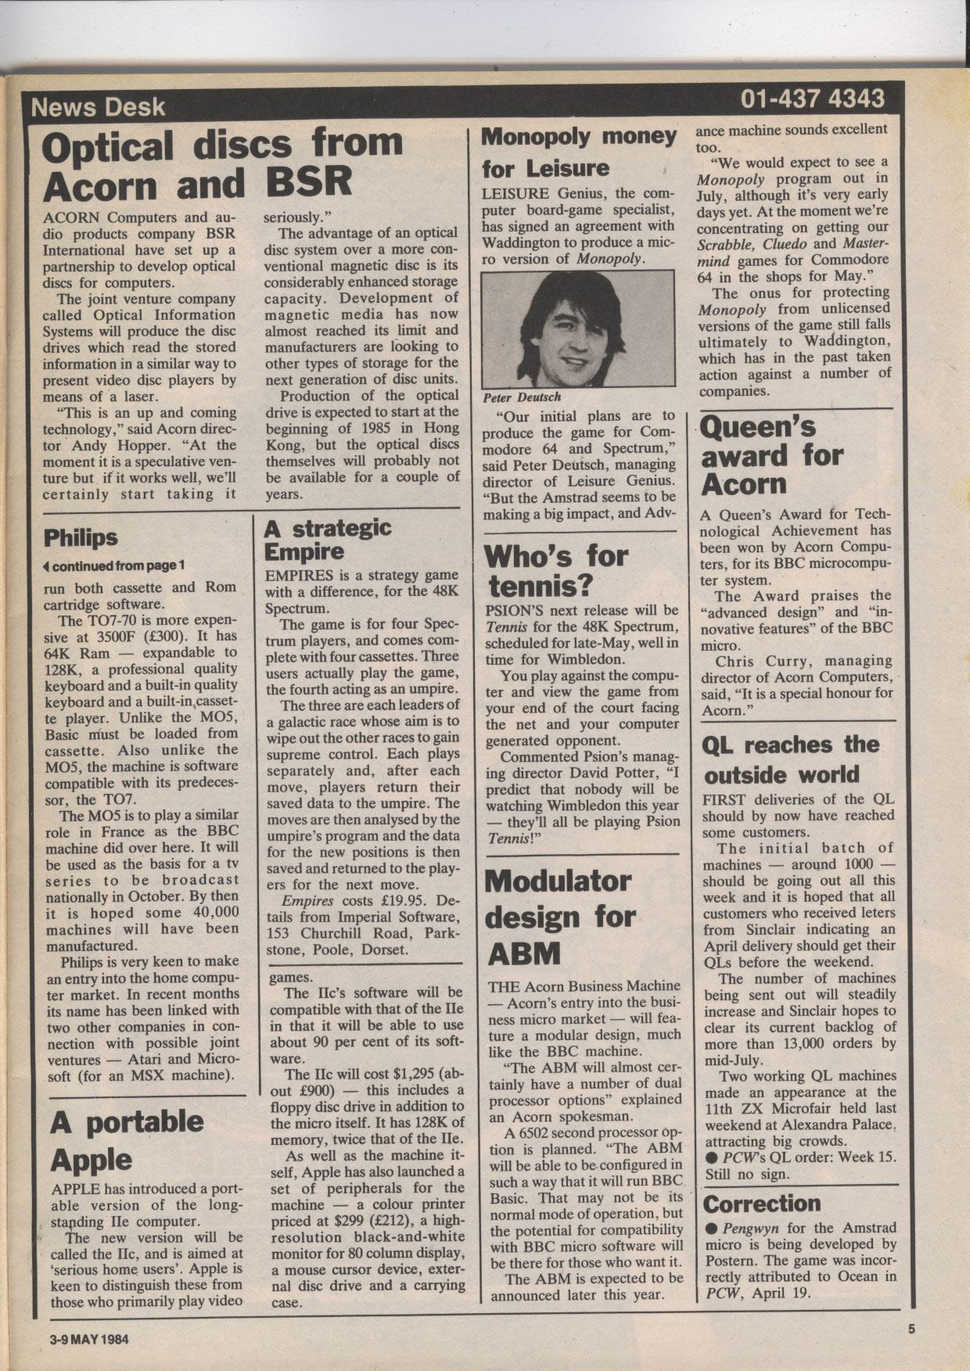 News Desk
01-437 4343
Optical discs from
Acorn and BSR
ACORN Computers and au-
dio products company BSR
International have set up a
partnership to develop optical
discs for computers.
The joint venture company
called Optical Information
Systems will produce the disc
drives which read the stored
information in a similar way to
present video disc players by
means of a laser.
"This is an up and coming
technology," said Acorn direc-
tor Andy Hopper. "At the
moment it is a speculative ven-
ture but if it works well, we'll
certainly start taking it
seriously."
The advantage of an optical
disc system over a more con-
ventional magnetic disc is its
considerably enhanced storage
capacity. Development of
magnetic media has now
almost reached its limit and
manufacturers are looking to
other types of storage for the
next generation of disc units.
Production of the optical
drive is expected to start at the
beginning of 1985 in Hong
Kong, but the optical discs
themselves will probably not
be available for a couple of
years.
Philips
◀ continued from page 1
run both cassette and Rom
cartridge software.
The TO7-70 is more expen-
sive at 3500F (£300). It has
64K Ram — expandable to
128K, a professional quality
keyboard and a built-in quality
keyboard and a built-in casset-
te player. Unlike the MO5,
Basic must be loaded from
cassette. Also unlike the
MO5, the machine is software
compatible with its predeces-
sor, the TO7.
The MO5 is to play a similar
role in France as the BBC
machine did over here. It will
be used as the basis for a tv
series to be broadcast
nationally in October. By then
it is hoped some 40,000
machines will have been
manufactured.
Philips is very keen to make
an entry into the home compu-
ter market. In recent months
its name has been linked with
two other companies in con-
nection with possible joint
ventures — Atari and Micro-
soft (for an MSX machine).
A strategic
Empire
EMPIRES is a strategy game
with a difference, for the 48K
Spectrum.
The game is for four Spec-
trum players, and comes com-
plete with four cassettes. Three
users actually play the game,
the fourth acting as an umpire.
The three are each leaders of
a galactic race whose aim is to
wipe out the other races to gain
supreme control. Each plays
separately and, after each
move, players return their
saved data to the umpire. The
moves are then analysed by the
umpire's program and the data
for the new positions is then
saved and returned to the play-
ers for the next move.
Empires costs £19.95. De-
tails from Imperial Software,
153 Churchill Road, Park-
stone, Poole, Dorset.
A portable
Apple
APPLE has introduced a port-
able version of the long-
standing IIe computer.
The new version will be
called the IIc, and is aimed at
'serious home users'. Apple is
keen to distinguish these from
those who primarily play video
games.
The IIc's software will be
compatible with that of the IIe
in that it will be able to use
about 90 per cent of its soft-
ware.
The IIc will cost $1,295 (ab-
out £900) — this includes a
floppy disc drive in addition to
the micro itself. It has 128K of
memory, twice that of the IIe.
As well as the machine it-
self, Apple has also launched a
set of peripherals for the
machine — a colour printer
priced at $299 (£212), a high-
resolution black-and-white
monitor for 80 column display,
a mouse cursor device, exter-
nal disc drive and a carrying
case.
Monopoly money
for Leisure
LEISURE Genius, the com-
puter board-game specialist,
has signed an agreement with
Waddington to produce a mic-
ro version of Monopoly.
Peter Deutsch
"Our initial plans are to
produce the game for Com-
modore 64 and Spectrum,"
said Peter Deutsch, managing
director of Leisure Genius.
"But the Amstrad seems to be
making a big impact, and Adv-
ance machine sounds excellent
too.
"We would expect to see a
Monopoly program out in
July, although it's very early
days yet. At the moment we're
concentrating on getting our
Scrabble, Cluedo and Master-
mind games for Commodore
64 in the shops for May."
The onus for protecting
Monopoly from unlicensed
versions of the game still falls
ultimately to Waddington,
which has in the past taken
action against a number of
companies.
Who's for
tennis?
PSION'S next release will be
Tennis for the 48K Spectrum,
scheduled for late-May, well in
time for Wimbledon.
You play against the compu-
ter and view the game from
your end of the court facing
the net and your computer
generated opponent.
Commented Psion's manag-
ing director David Potter, "I
predict that nobody will be
watching Wimbledon this year
— they'll all be playing Psion
Tennis!"
Modulator
design for
ABM
THE Acorn Business Machine
— Acorn's entry into the busi-
ness micro market — will fea-
ture a modular design, much
like the BBC machine.
"The ABM will almost cer-
tainly have a number of dual
processor options" explained
an Acorn spokesman.
A 6502 second processor op-
tion is planned. "The ABM
will be able to be configured in
such a way that it will run BBC
Basic. That may not be its
normal mode of operation, but
the potential for compatibility
with BBC micro software will
be there for those who want it.
The ABM is expected to be
announced later this year.
Queen's
award for
Acorn
A Queen's Award for Tech-
nological Achievement has
been won by Acorn Compu-
ters, for its BBC microcompu-
ter system.
The Award praises the
"advanced design" and "in-
novative features" of the BBC
micro.
Chris Curry, managing
director of Acorn Computers,
said, "It is a special honour for
Acorn."
QL reaches the
outside world
FIRST deliveries of the QL
should by now have reached
some customers.
The initial batch of
machines — around 1000 —
should be going out all this
week and it is hoped that all
customers who received leters
from Sinclair indicating an
April delivery should get their
QLs before the weekend.
The number of machines
being sent out will steadily
increase and Sinclair hopes to
clear its current backlog of
more than 13,000 orders by
mid-July.
Two working QL machines
made an appearance at the
11th ZX Microfair held last
weekend at Alexandra Palace,
attracting big crowds.
● PCW's QL order: Week 15.
Still no sign.
Correction
● Pengwyn for the Amstrad
micro is being developed by
Postern. The game was incor-
rectly attributed to Ocean in
PCW, April 19.
3-9 MAY 1984
5